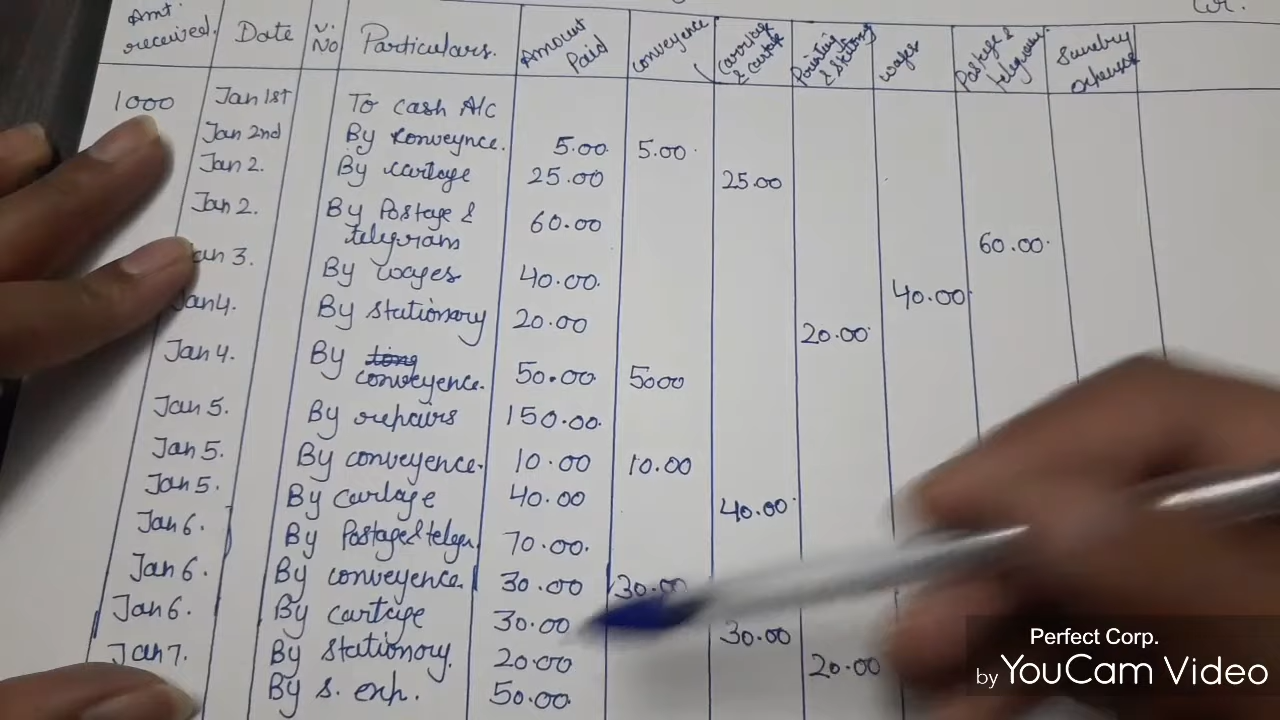 Cr.
Amt. received. Date V. No Particulars. Amount Paid conveyence Carriage & cartage Printing & stationy wages Postage & telegrams Sundry expenses
1000 Jan 1st To cash A/c
Jan 2nd By conveynce. 5.00 5.00
Jan 2. By cartage 25.00 25.00
Jan 2. By Postage & telegram 60.00 60.00
Jan 3. By wages 40.00 40.00
Jan 4. By stationary 20.00 20.00
Jan 4. By conveyence. 50.00 5000
Jan 5. By repairs 150.00
Jan 5. By conveyence. 10.00 10.00
Jan 5. By cartage 40.00 40.00
Jan 6. By Postage & telegr. 70.00
Jan 6. By conveyence. 30.00 30.00
Jan 6. By cartage 30.00 30.00
Jan 7. By stationory. 20.00 20.00
By s. exp. 50.00
Perfect Corp.
by YouCam Video